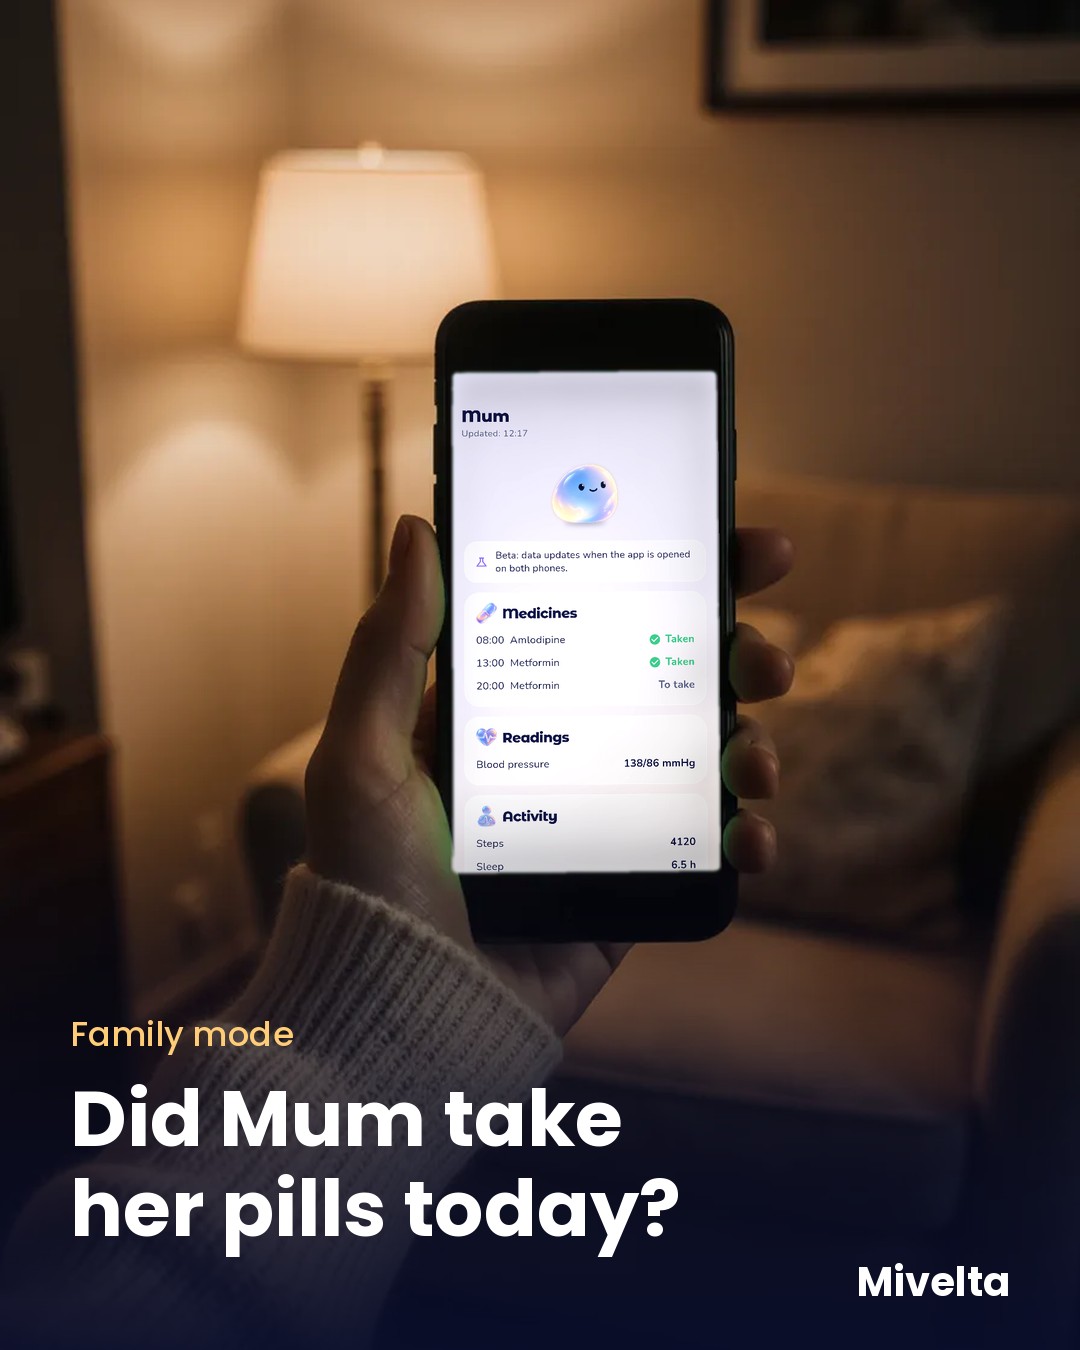 Mum
Updated: 12:17
Beta: data updates when the app is opened
on both phones.
Medicines
08:00 Amlodipine Taken
13:00 Metformin Taken
20:00 Metformin To take
Readings
Blood pressure 138/86 mmHg
Activity
Steps 4120
Sleep 6.5 h
Family mode
Did Mum take
her pills today?
Mivelta